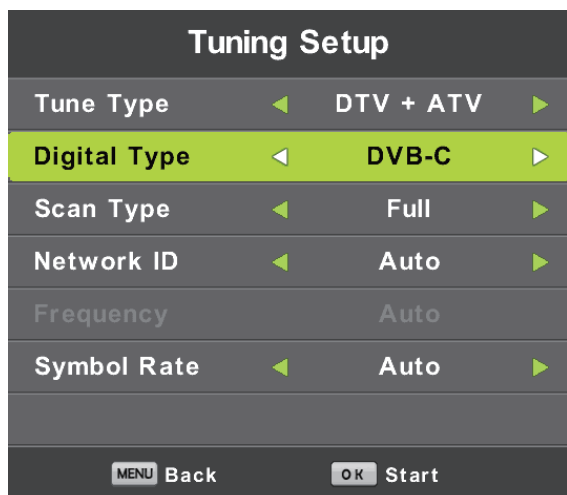 Tuning Setup
Tune Type DTV + ATV
Digital Type DVB-C
Scan Type Full
Network ID Auto
Frequency Auto
Symbol Rate Auto
MENU Back OK Start